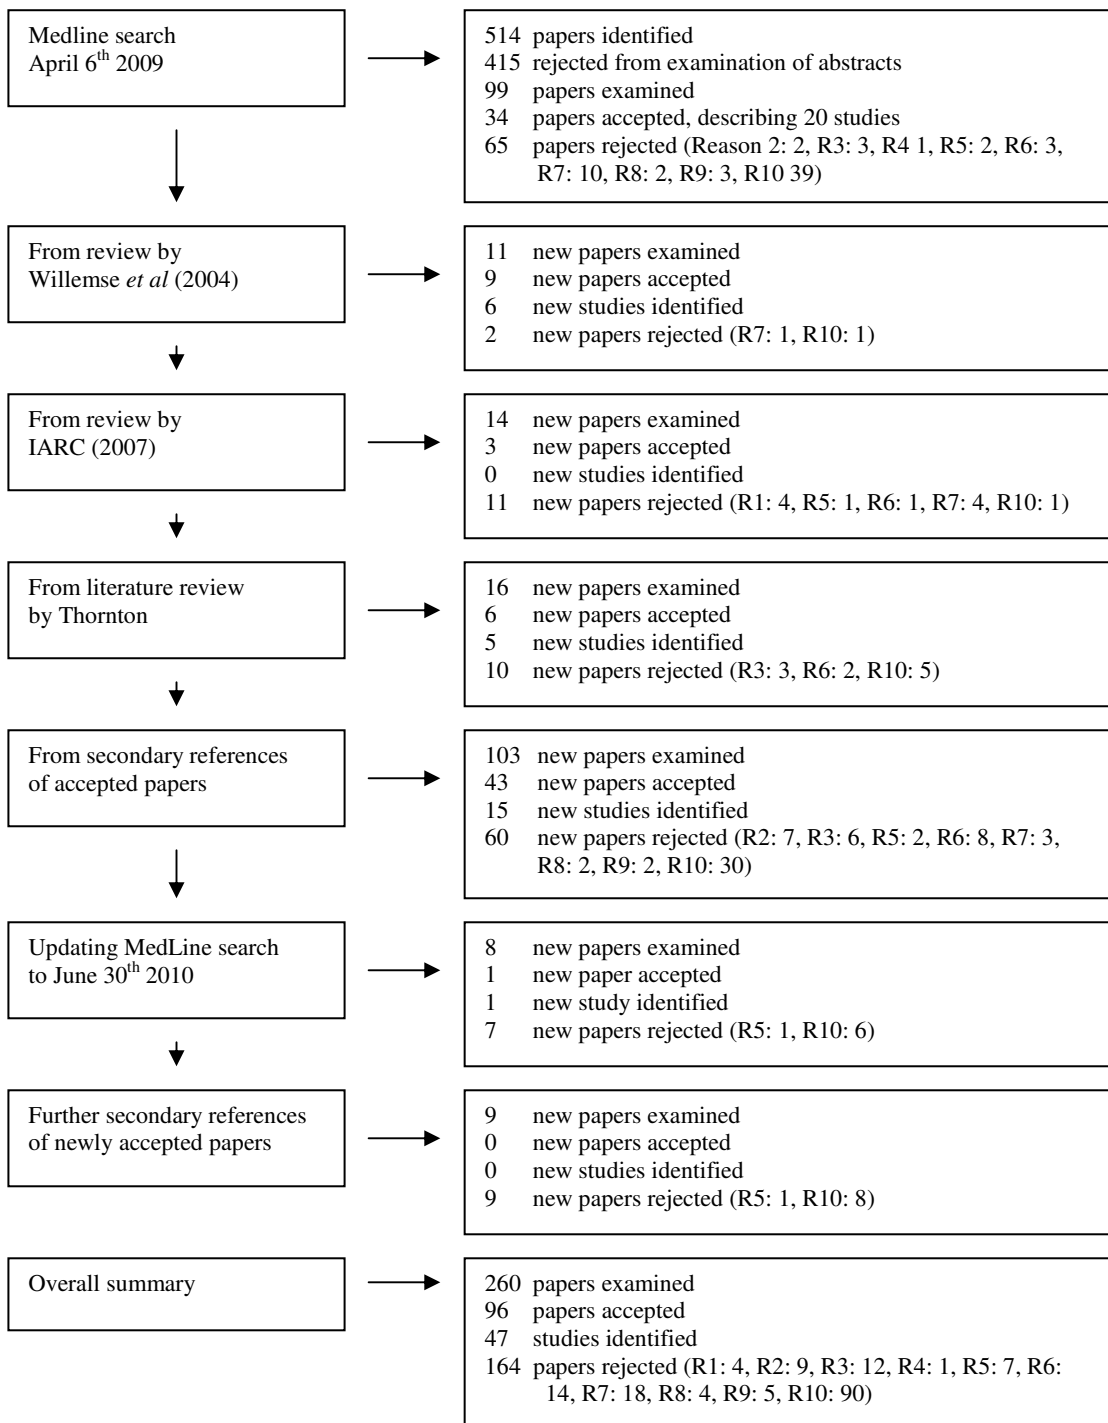 Medline search
April 6th 2009
514 papers identified
415 rejected from examination of abstracts
99 papers examined
34 papers accepted, describing 20 studies
65 papers rejected (Reason 2: 2, R3: 3, R4 1, R5: 2, R6: 3,
R7: 10, R8: 2, R9: 3, R10 39)
From review by
Willemse et al (2004)
11 new papers examined
9 new papers accepted
6 new studies identified
2 new papers rejected (R7: 1, R10: 1)
From review by
IARC (2007)
14 new papers examined
3 new papers accepted
0 new studies identified
11 new papers rejected (R1: 4, R5: 1, R6: 1, R7: 4, R10: 1)
From literature review
by Thornton
16 new papers examined
6 new papers accepted
5 new studies identified
10 new papers rejected (R3: 3, R6: 2, R10: 5)
From secondary references
of accepted papers
103 new papers examined
43 new papers accepted
15 new studies identified
60 new papers rejected (R2: 7, R3: 6, R5: 2, R6: 8, R7: 3,
R8: 2, R9: 2, R10: 30)
Updating MedLine search
to June 30th 2010
8 new papers examined
1 new paper accepted
1 new study identified
7 new papers rejected (R5: 1, R10: 6)
Further secondary references
of newly accepted papers
9 new papers examined
0 new papers accepted
0 new studies identified
9 new papers rejected (R5: 1, R10: 8)
Overall summary
260 papers examined
96 papers accepted
47 studies identified
164 papers rejected (R1: 4, R2: 9, R3: 12, R4: 1, R5: 7, R6:
14, R7: 18, R8: 4, R9: 5, R10: 90)